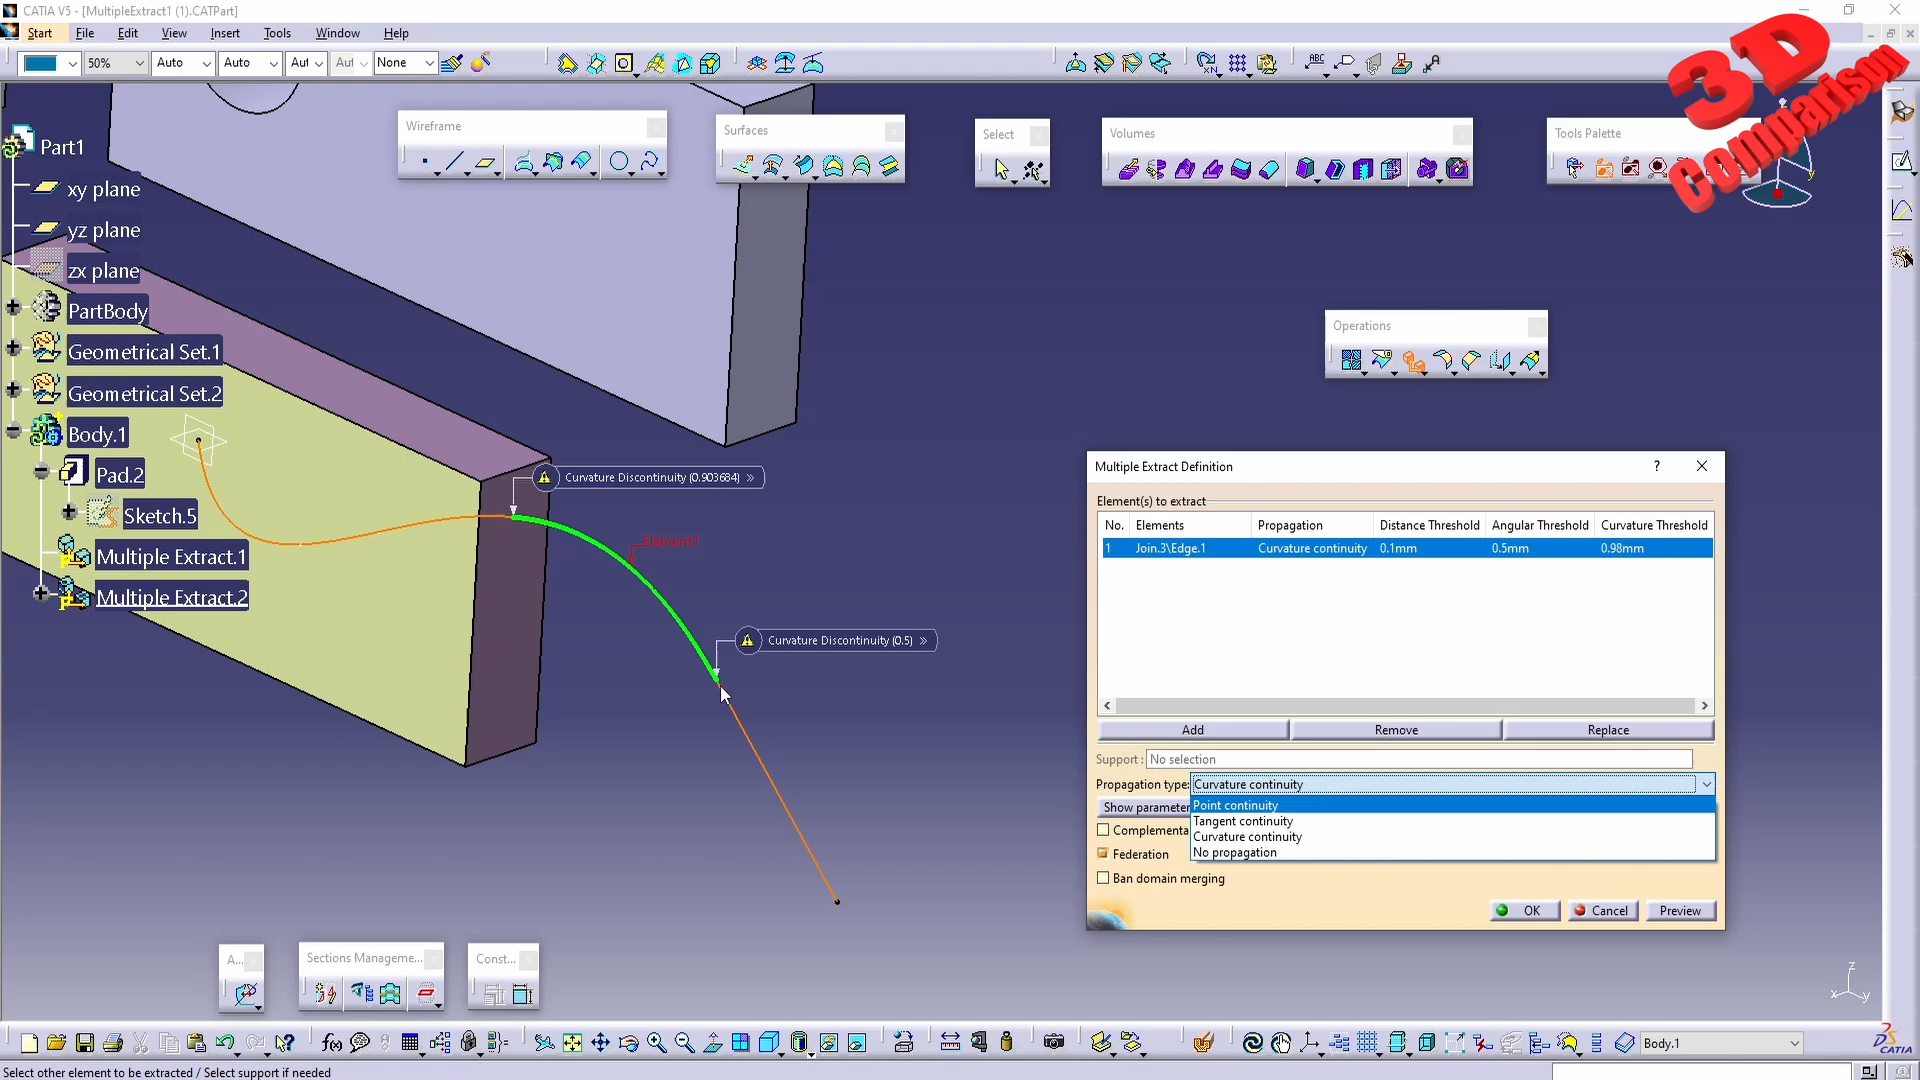 CATIA V5 - [MultipleExtract1 (1).CATPart]
Start File Edit View Insert Tools Window Help
50% Auto Auto Aut Aut None
ABC
3D Comparison
Wireframe
Surfaces
Select
Volumes
Tools Palette
Part1
xy plane
yz plane
zx plane
PartBody
Geometrical Set.1
Geometrical Set.2
Body.1
Pad.2
Sketch.5
Multiple Extract.1
Multiple Extract.2
Operations
Curvature Discontinuity (0.903684) »
Element1
Curvature Discontinuity (0.5) »
Multiple Extract Definition ? ×
Element(s) to extract
No. Elements Propagation Distance Threshold Angular Threshold Curvature Threshold
1 Join.3\Edge.1 Curvature continuity 0.1mm 0.5mm 0.98mm
Add Remove Replace
Support : No selection
Propagation type: Curvature continuity
Show parameter
Point continuity
Tangent continuity
Curvature continuity
No propagation
Complementa
Federation
Ban domain merging
OK Cancel Preview
A...
Sections Manageme...
Const...
z
x y
f(x)
Body.1
CATIA
Select other element to be extracted / Select support if needed